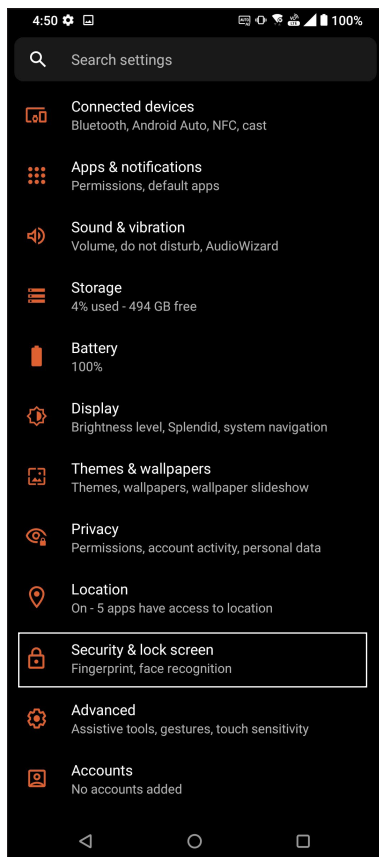 4:50
100%
Search settings
Connected devices
Bluetooth, Android Auto, NFC, cast
Apps & notifications
Permissions, default apps
Sound & vibration
Volume, do not disturb, AudioWizard
Storage
4% used - 494 GB free
Battery
100%
Display
Brightness level, Splendid, system navigation
Themes & wallpapers
Themes, wallpapers, wallpaper slideshow
Privacy
Permissions, account activity, personal data
Location
On - 5 apps have access to location
Security & lock screen
Fingerprint, face recognition
Advanced
Assistive tools, gestures, touch sensitivity
Accounts
No accounts added